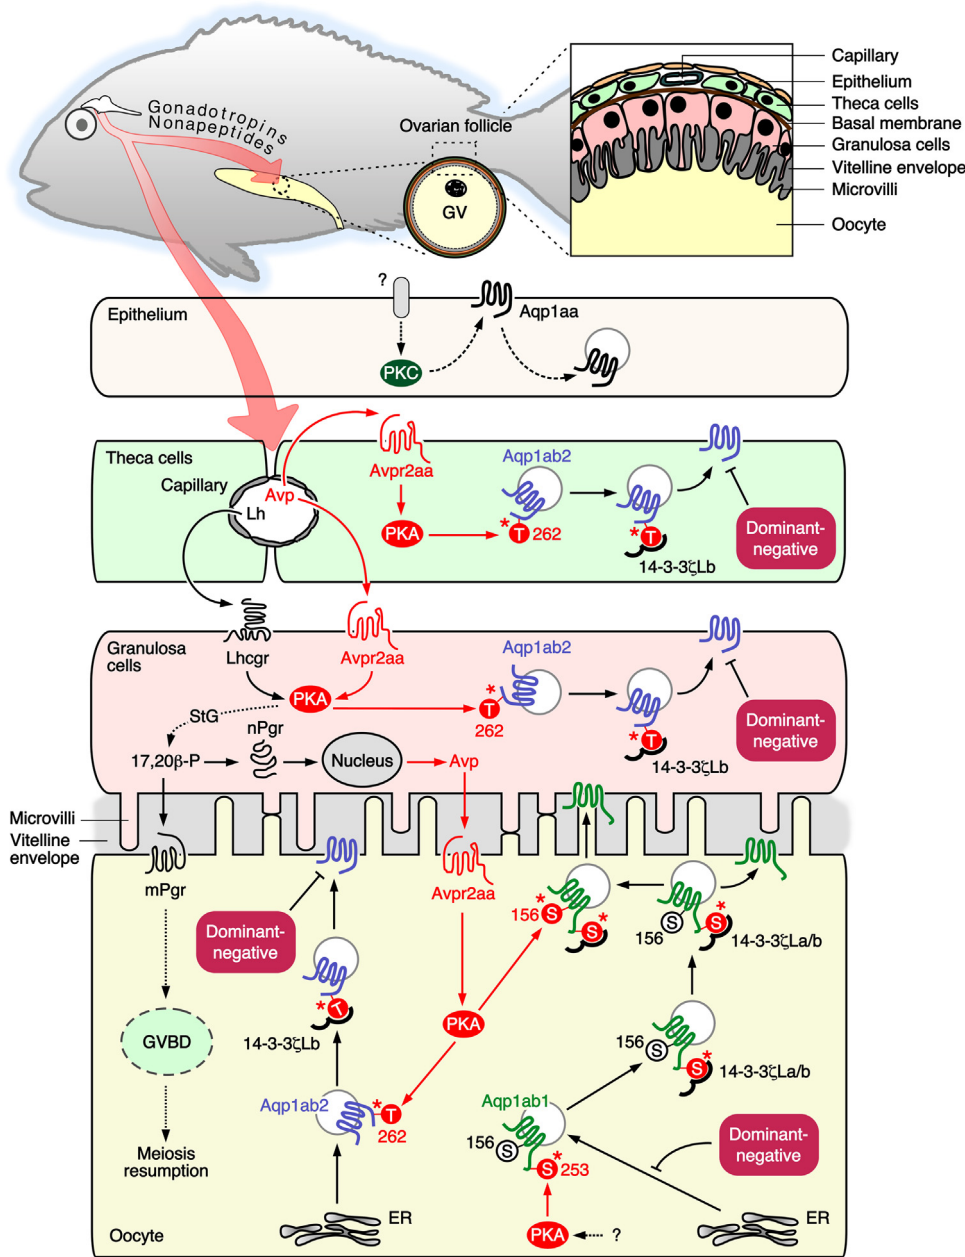 Gonadotropins
Nonapeptides
Ovarian follicle
GV
Capillary
Epithelium
Theca cells
Basal membrane
Granulosa cells
Vitelline envelope
Microvilli
Oocyte
Epithelium
?
Aqp1aa
PKC
Theca cells
Capillary
Avp
Lh
Avpr2aa
PKA
Aqp1ab2
* T 262
* T
14-3-3ζLb
Dominant-
negative
Granulosa
cells
Lhcgr
Avpr2aa
PKA
Aqp1ab2
*
T
262
* T
14-3-3ζLb
Dominant-
negative
StG
nPgr
17,20β-P
Nucleus
Avp
Microvilli
Vitelline
envelope
mPgr
Avpr2aa
Dominant-
negative
*
156 S
*
S
156 S
*
S
14-3-3ζLa/b
* T
14-3-3ζLb
GVBD
PKA
156 S
*
S
14-3-3ζLa/b
Aqp1ab2
* T
262
Aqp1ab1
156 S
*
S 253
Dominant-
negative
Meiosis
resumption
ER
PKA
?
ER
Oocyte